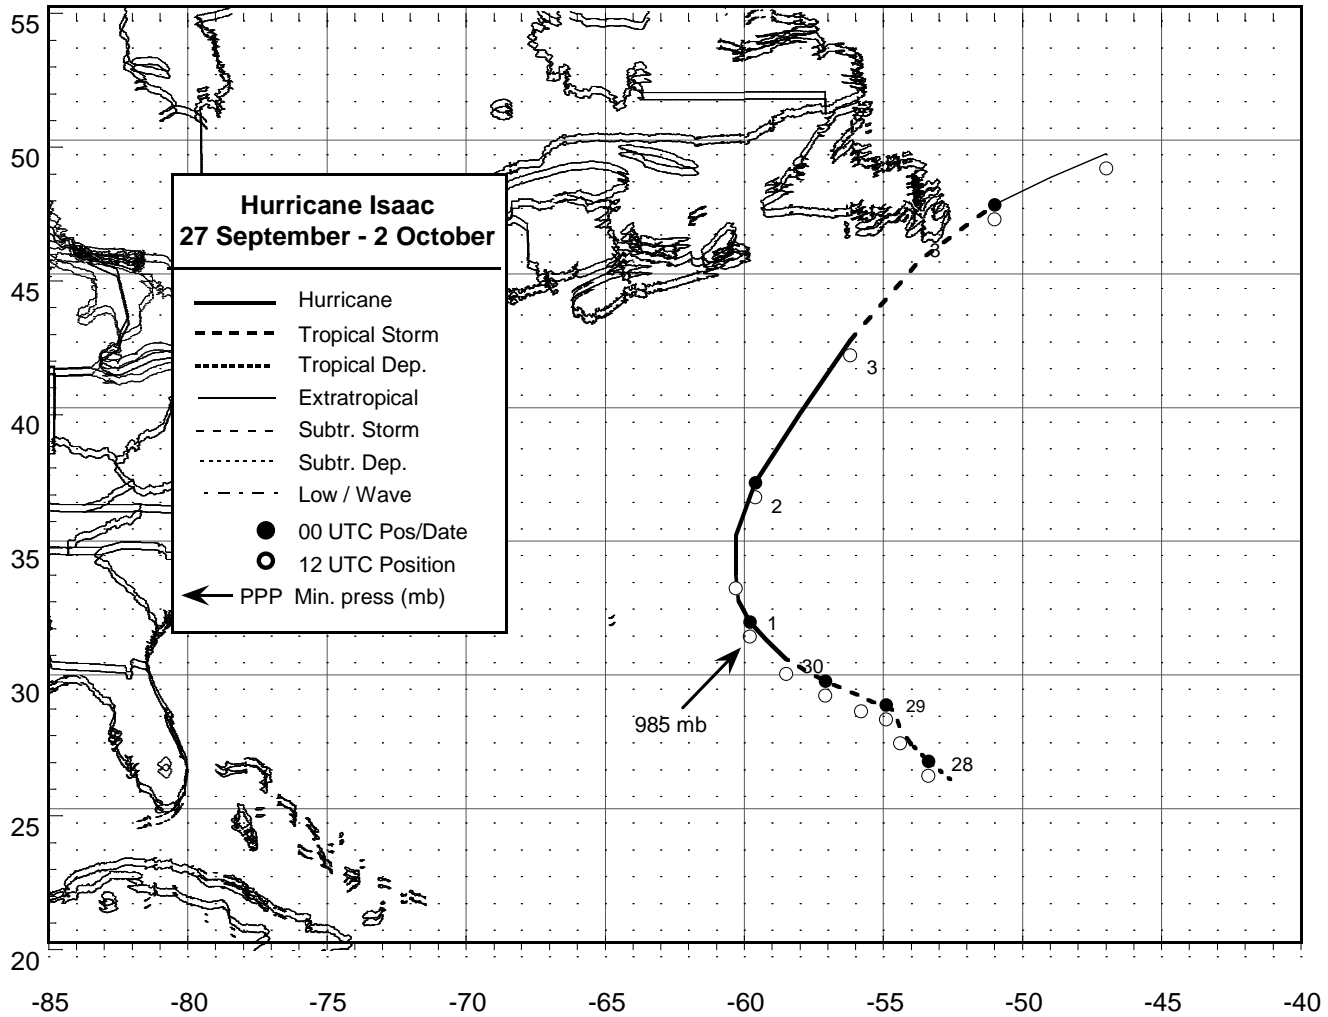 55
50
45
40
35
30
25
20
Hurricane Isaac
27 September - 2 October
Hurricane
Tropical Storm
Tropical Dep.
Extratropical
Subtr. Storm
Subtr. Dep.
Low / Wave
00 UTC Pos/Date
12 UTC Position
PPP Min. press (mb)
3
3
2
1
30
29
28
985 mb
-85 -80 -75 -70 -65 -60 -55 -50 -45 -40